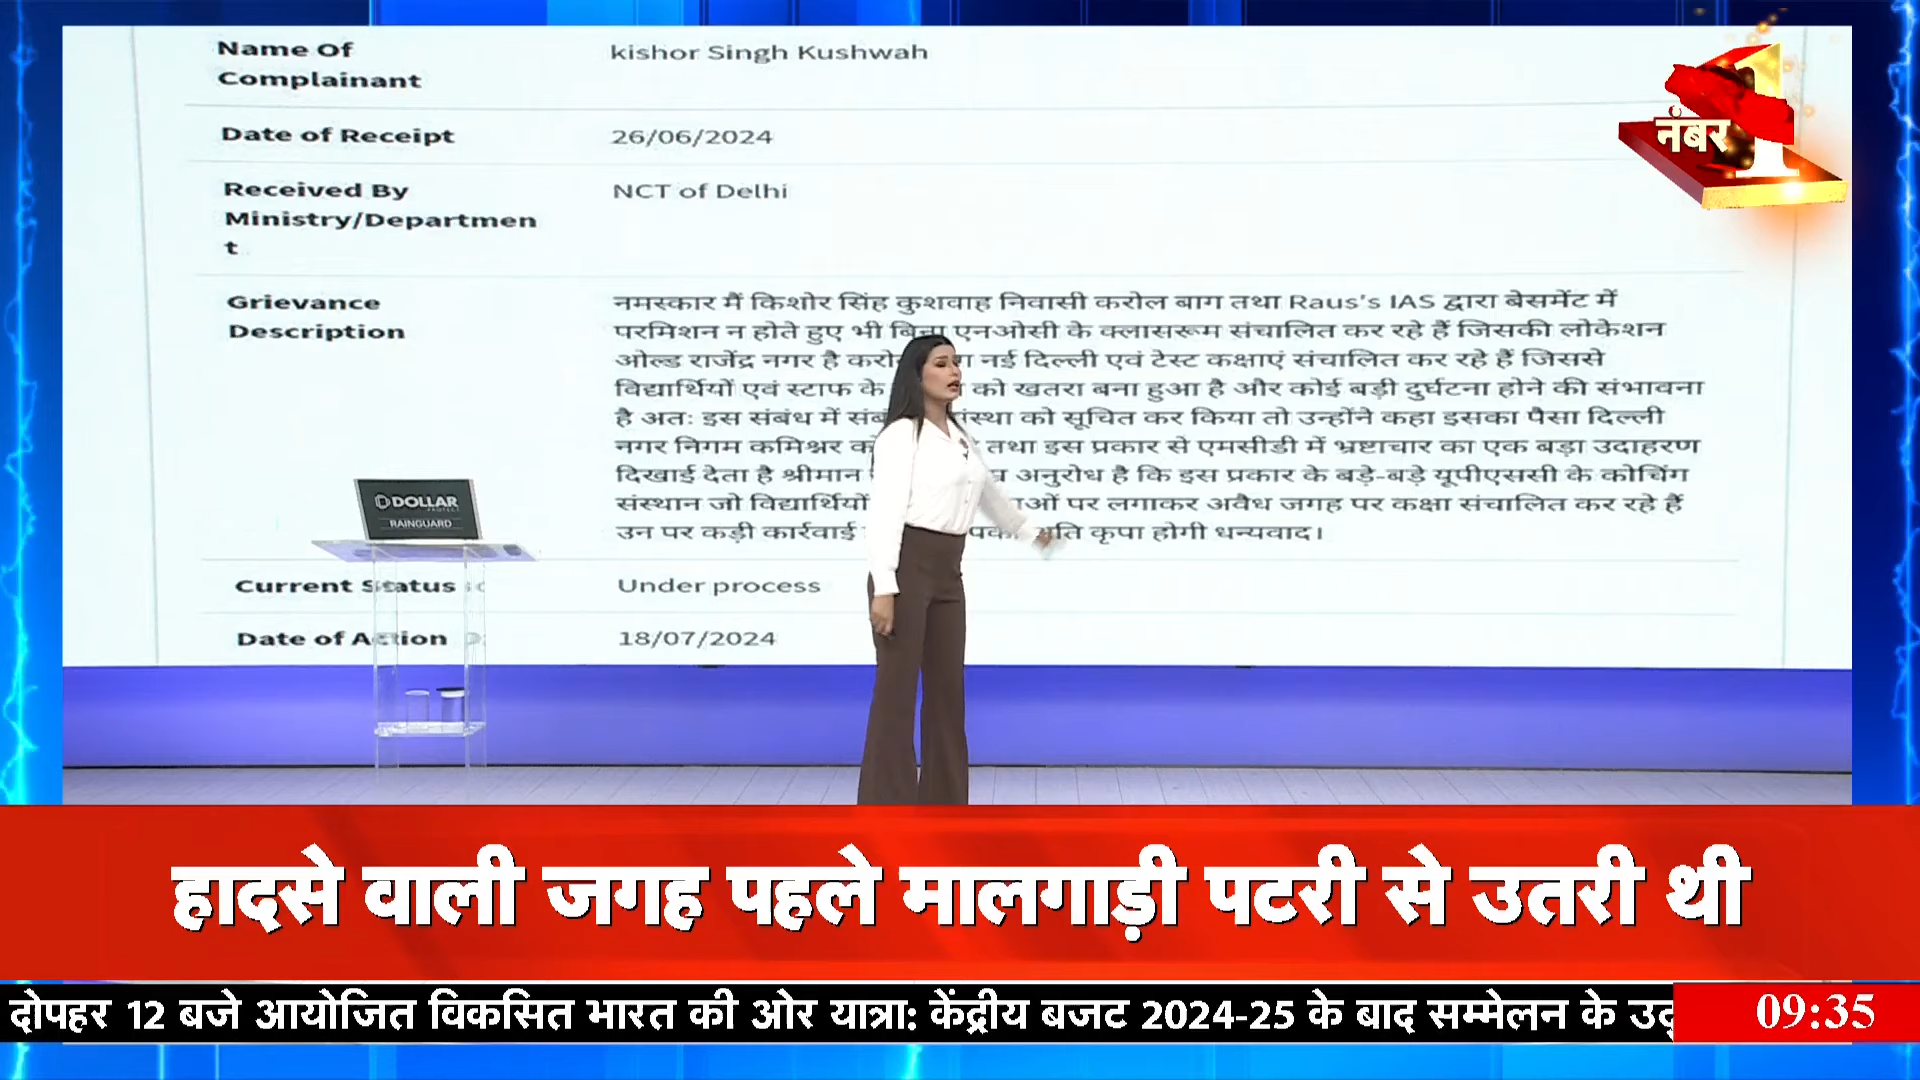 Name Of
Complainant
kishor Singh Kushwah
Date of Receipt
26/06/2024
Received By
Ministry/Departmen
t
NCT of Delhi
Grievance
Description
नमस्कार मैं किशोर सिंह कुशवाह निवासी करोल बाग तथा Raus's IAS द्वारा बेसमेंट में
परमिशन न होते हुए भी बिना एनओसी के क्लासरूम संचालित कर रहे हैं जिसकी लोकेशन
ओल्ड राजेंद्र नगर है नई दिल्ली एवं टेस्ट कक्षाएं संचालित कर रहे हैं जिससे
विद्यार्थियों एवं स्टाफ के को खतरा बना हुआ है और कोई बड़ी दुर्घटना होने की संभावना
है अतः इस संबंध में संस्था को सूचित कर किया तो उन्होंने कहा इसका पैसा दिल्ली
नगर निगम कमिश्नर तथा इस प्रकार से एमसीडी में भ्रष्टाचार का एक बड़ा उदाहरण
दिखाई देता है श्रीमान अनुरोध है कि इस प्रकार के बड़े-बड़े यूपीएससी के कोचिंग
संस्थान जो विद्यार्थियों पर लगाकर अवैध जगह पर कक्षा संचालित कर रहे हैं
उन पर कड़ी कार्रवाई कृपा होगी धन्यवाद।
Current Status
Under process
Date of Action
18/07/2024
नंबर 1
DOLLAR
PROTECT
RAINGUARD
हादसे वाली जगह पहले मालगाड़ी पटरी से उतरी थी
दोपहर 12 बजे आयोजित विकसित भारत की ओर यात्रा: केंद्रीय बजट 2024-25 के बाद सम्मेलन के
09:35